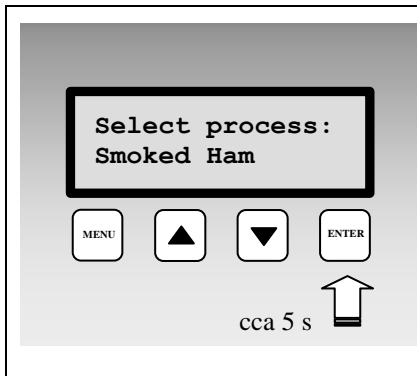 Select process:
Smoked Ham
MENU
ENTER
cca 5 s